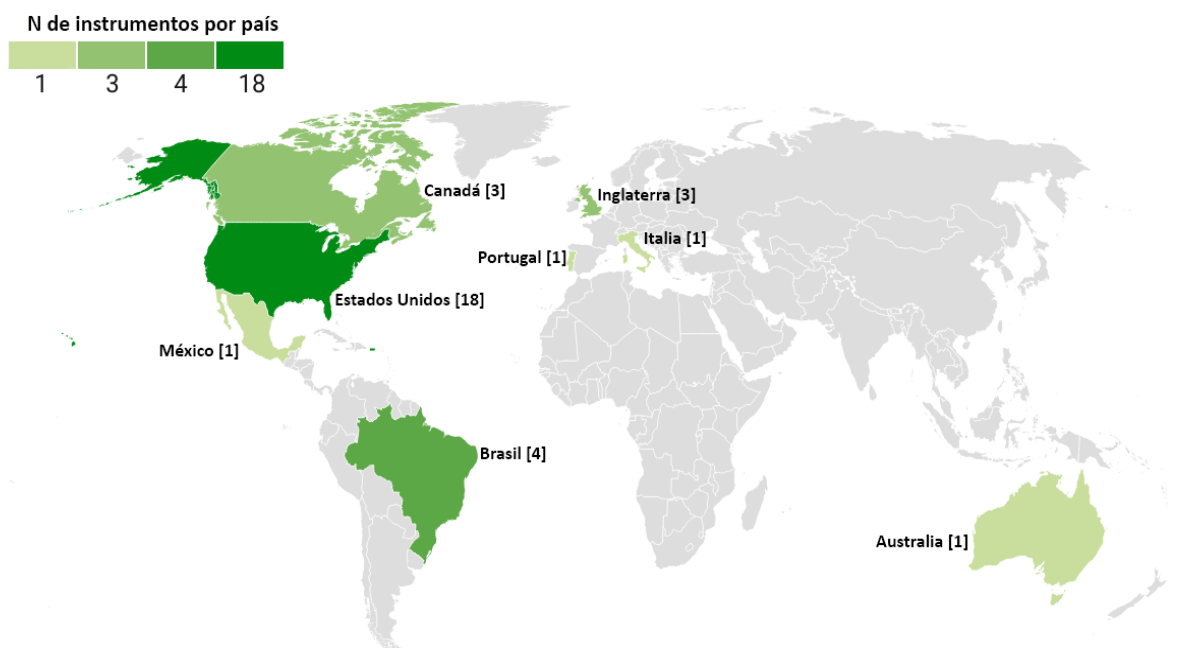 N de instrumentos por país
1 3 4 18
Canadá [3]
Inglaterra [3]
Italia [1]
Portugal [1]
Estados Unidos [18]
México [1]
Brasil [4]
Australia [1]